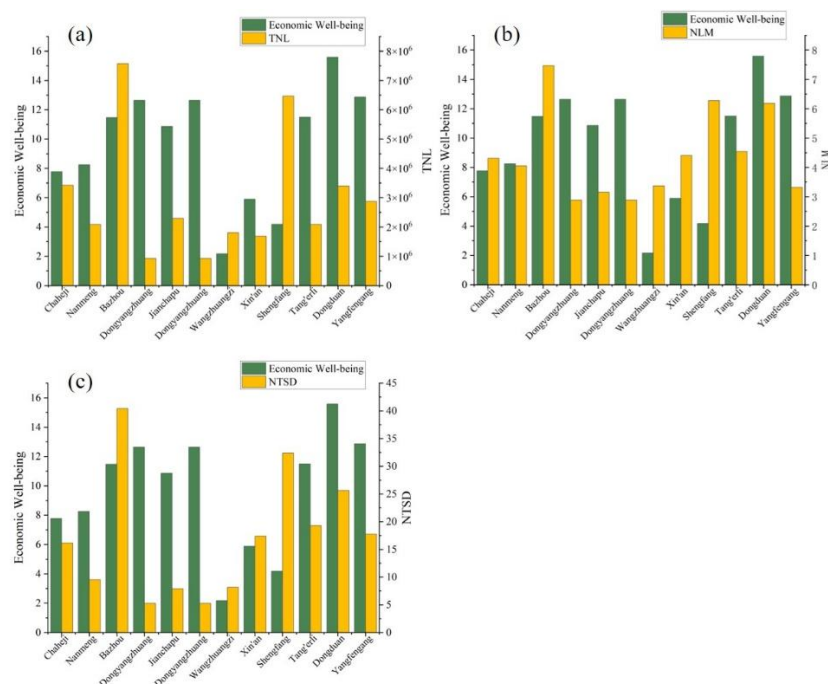 (a)
Economic Well-being
TNL
16
14
12
10
8
6
4
2
0
Economic Well-being
8×10⁶
7×10⁶
6×10⁶
5×10⁶
4×10⁶
3×10⁶
2×10⁶
1×10⁶
0
TNL
Chaheji
Nanmeng
Bazhou
Dongyangzhuang
Jianchapu
Dongyangzhuang
Wangzhuangzi
Xin'an
Shengfang
Tang'erli
Dongduan
Yangfengang
(b)
Economic Well-being
NLM
16
14
12
10
8
6
4
2
0
Economic Well-being
8
7
6
5
4
3
2
1
0
NLM
Chaheji
Nanmeng
Bazhou
Dongyangzhuang
Jianchapu
Dongyangzhuang
Wangzhuangzi
Xin'an
Shengfang
Tang'erli
Dongduan
Yangfengang
(c)
Economic Well-being
NTSD
16
14
12
10
8
6
4
2
0
Economic Well-being
45
40
35
30
25
20
15
10
5
0
NTSD
Chaheji
Nanmeng
Bazhou
Dongyangzhuang
Jianchapu
Dongyangzhuang
Wangzhuangzi
Xin'an
Shengfang
Tang'erli
Dongduan
Yangfengang